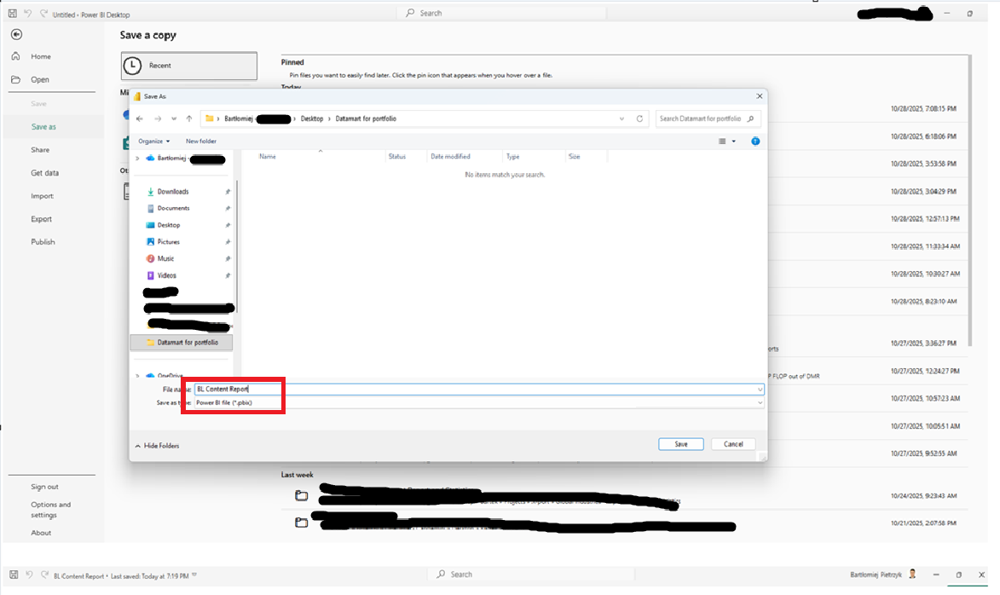 Untitled • Power BI Desktop
Search
Save a copy
Home
Open
Save
Save as
Share
Get data
Import
Export
Publish
Sign out
Options and
settings
About
Recent
Pinned
Pin files you want to easily find later. Click the pin icon that appears when you hover over a file.
Today
Save As
Bartłomiej
Desktop
Datamart for portfolio
Search Datamart for portfolio
Organize
New folder
Bartłomiej
Name
Status
Date modified
Type
Size
No items match your search.
Downloads
Documents
Desktop
Pictures
Music
Videos
Datamart for portfolio
OneDrive
File name:
BL Content Report
Save as type:
Power BI file (*.pbix)
Hide Folders
Save
Cancel
10/28/2025, 7:08:15 PM
10/28/2025, 6:18:06 PM
10/28/2025, 3:53:58 PM
10/28/2025, 3:04:29 PM
10/28/2025, 12:57:13 PM
10/28/2025, 11:33:34 AM
10/28/2025, 10:30:27 AM
10/28/2025, 8:23:10 AM
10/27/2025, 3:36:27 PM
orts
10/27/2025, 12:24:27 PM
FLOP out of DMR
10/27/2025, 10:57:23 AM
10/27/2025, 10:05:51 AM
10/27/2025, 9:52:55 AM
Last week
10/24/2025, 9:23:43 AM
10/21/2025, 2:07:58 PM
BL Content Report • Last saved: Today at 7:19 PM
Search
Bartłomiej Pietrzyk